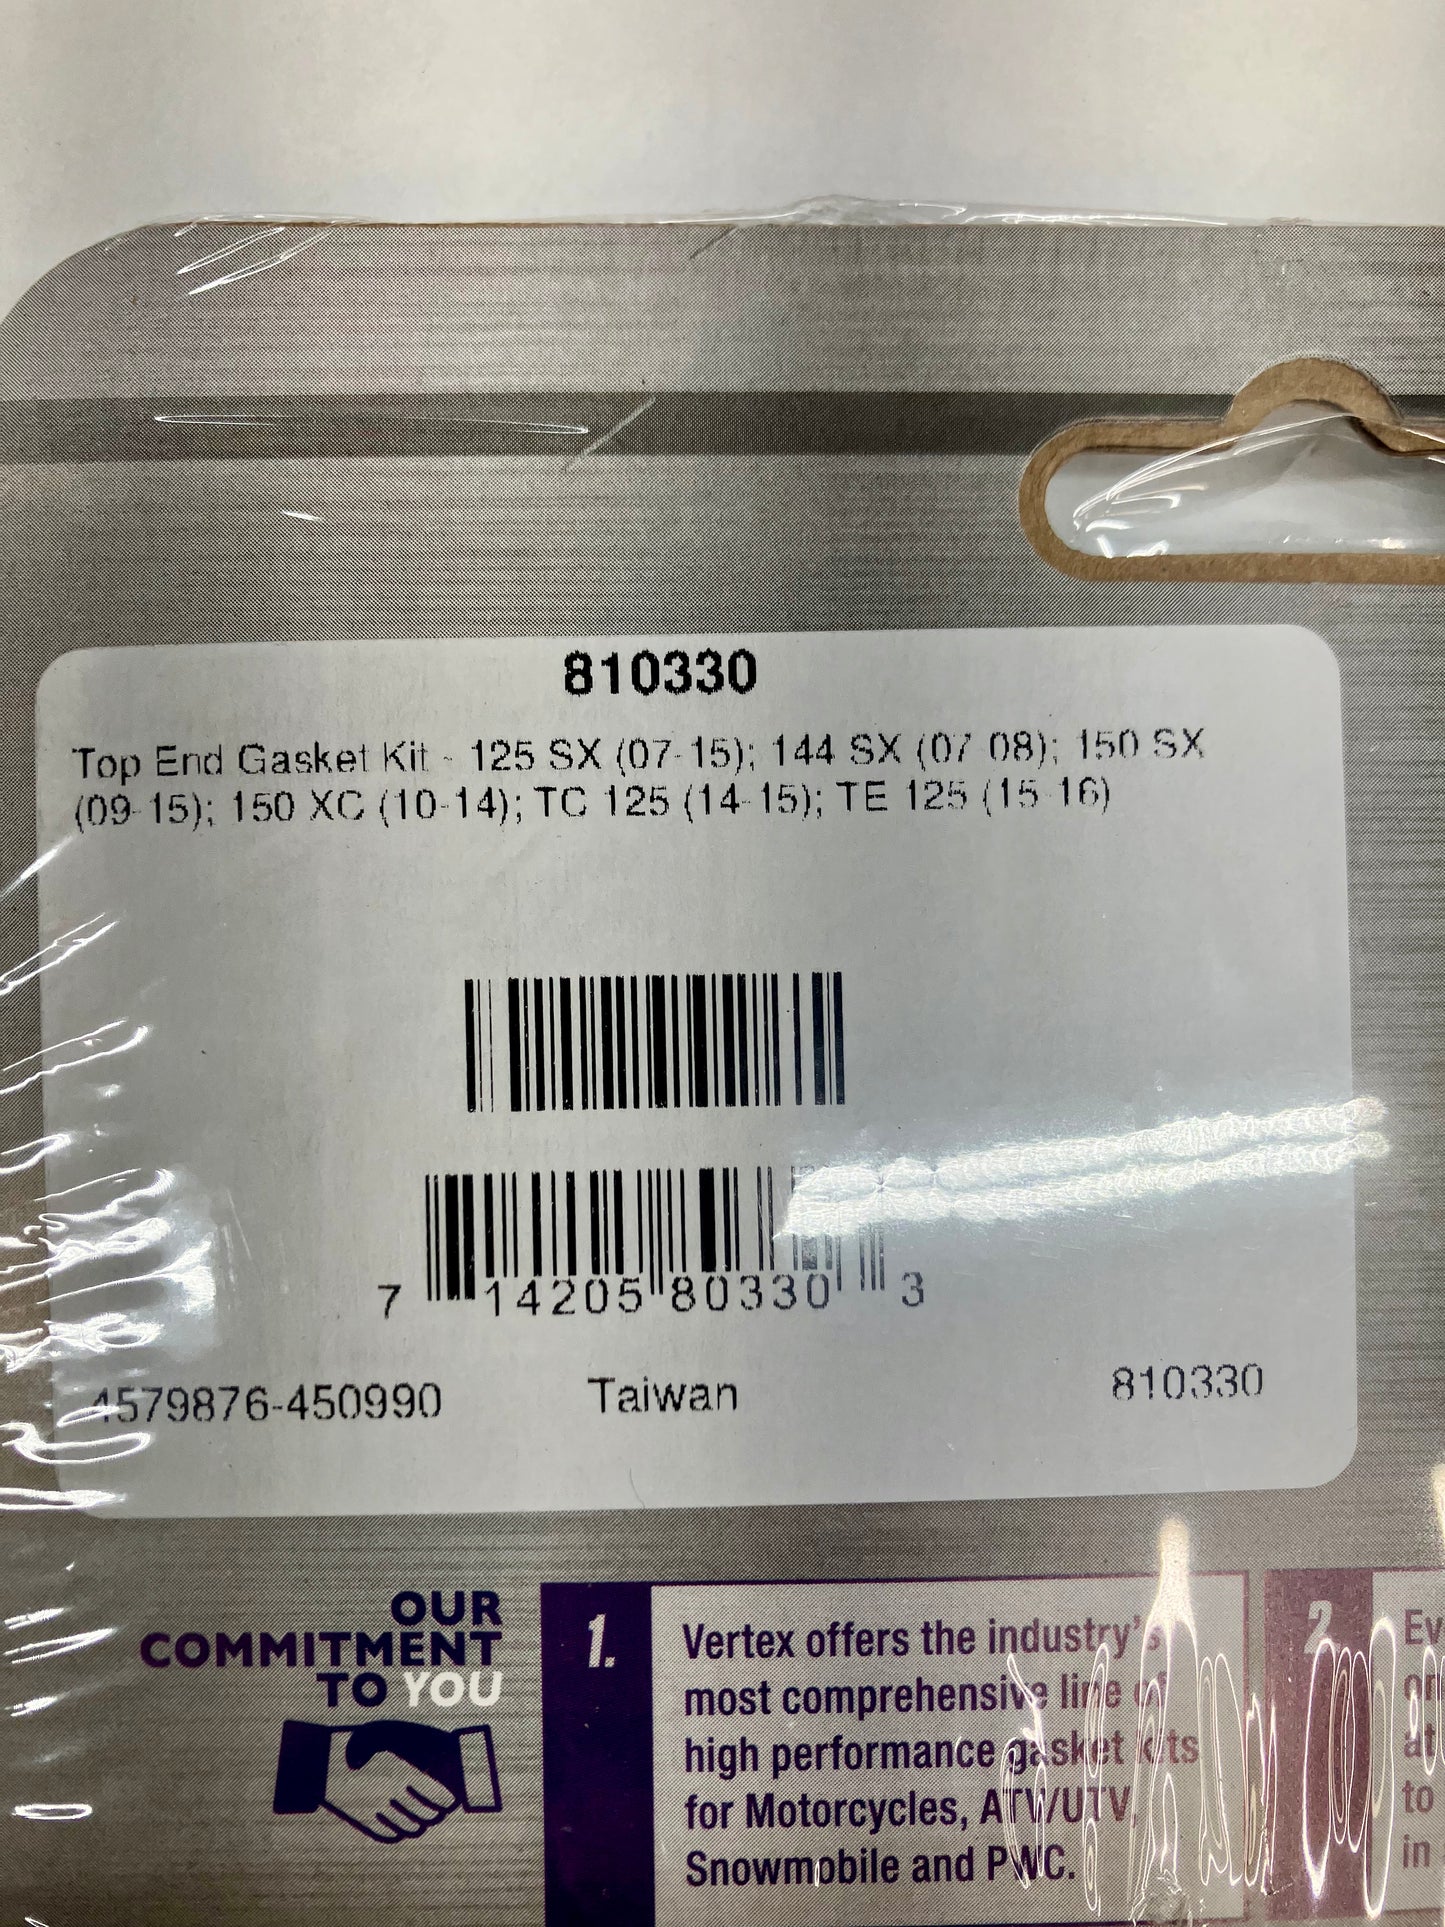 810330
Top End Gasket Kit - 125 SX (07-15); 144 SX (07-08); 150 SX
(09-15); 150 XC (10-14); TC 125 (14-15); TE 125 (15-16)
7 14205 80330 3
4579876-450990 Taiwan 810330
OUR
COMMITMENT
TO YOU
1.
Vertex offers the industry's
most comprehensive line of
high performance gasket kits
for Motorcycles, ATV/UTV,
Snowmobile and PWC.
2.
to
in